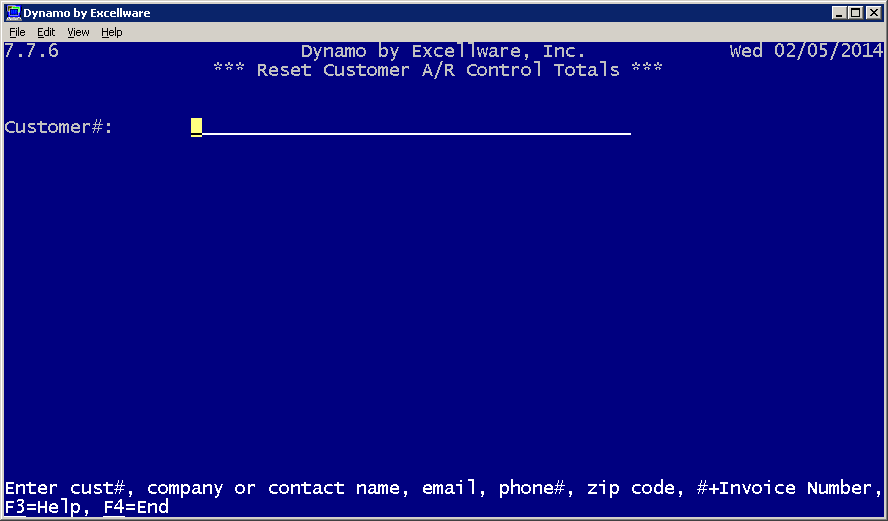 Dynamo by Excellware
File Edit View Help
7.7.6 Dynamo by Excellware, Inc. Wed 02/05/2014
*** Reset Customer A/R Control Totals ***
Customer#:
Enter cust#, company or contact name, email, phone#, zip code, #+Invoice Number,
F3=Help, F4=End